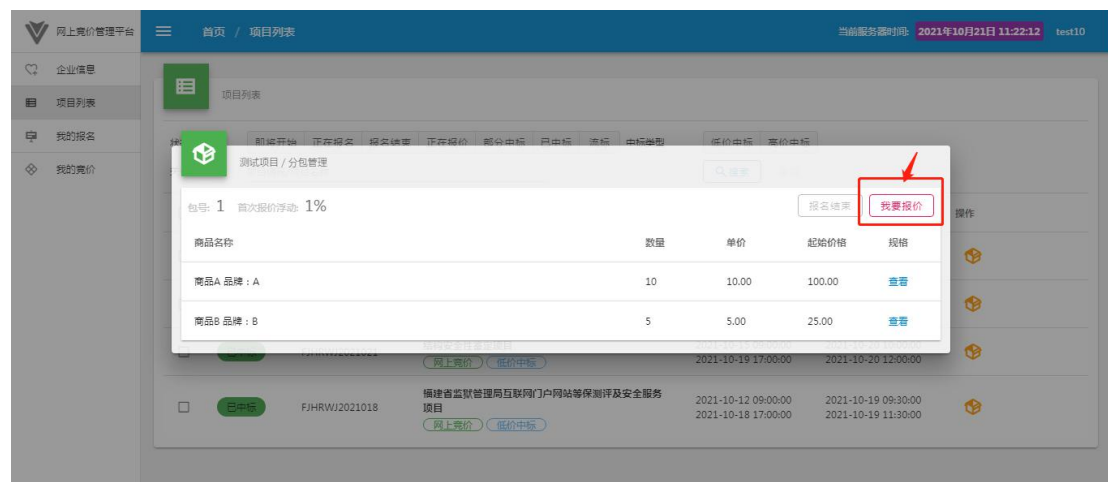 网上竞价管理平台
首页 / 项目列表
当前服务器时间: 2021年10月21日 11:22:12 test10
企业信息
项目列表
我的报名
我的竞价
项目列表
即将开始 正在报名 报名结束 正在报价 部分中标 已中标 流标 中标类型 低价中标 高价中标
测试项目 / 分包管理
搜索
包号: 1 首次报价浮动: 1%
报名结束 我要报价
操作
商品名称 数量 单价 起始价格 规格
商品A 品牌：A 10 10.00 100.00 查看
商品B 品牌：B 5 5.00 25.00 查看
已中标 FJHRWJ2021021
网上竞价 低价中标
2021-10-19 17:00:00 2021-10-20 12:00:00
福建省监狱管理局互联网门户网站等保测评及安全服务
项目
已中标 FJHRWJ2021018
网上竞价 低价中标
2021-10-12 09:00:00 2021-10-19 09:30:00
2021-10-18 17:00:00 2021-10-19 11:30:00